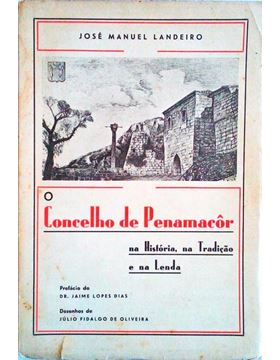 JOSÉ MANUEL LANDEIRO
O
Concelho de Penamacôr
na História, na Tradição
e na Lenda
Prefácio do
DR. JAIME LOPES DIAS
Desenhos de
JÚLIO FIDALGO DE OLIVEIRA